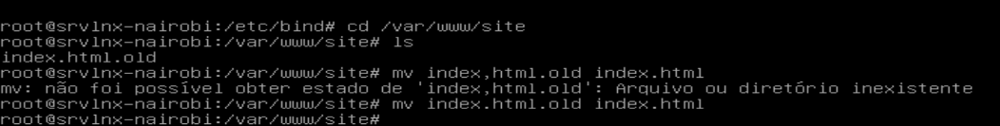 root@srvlnx-nairobi:/etc/bind# cd /var/www/site
root@srvlnx-nairobi:/var/www/site# ls
index.html.old
root@srvlnx-nairobi:/var/www/site# mv index,html.old index.html
mv: não foi possível obter estado de 'index,html.old': Arquivo ou diretório inexistente
root@srvlnx-nairobi:/var/www/site# mv index.html.old index.html
root@srvlnx-nairobi:/var/www/site#